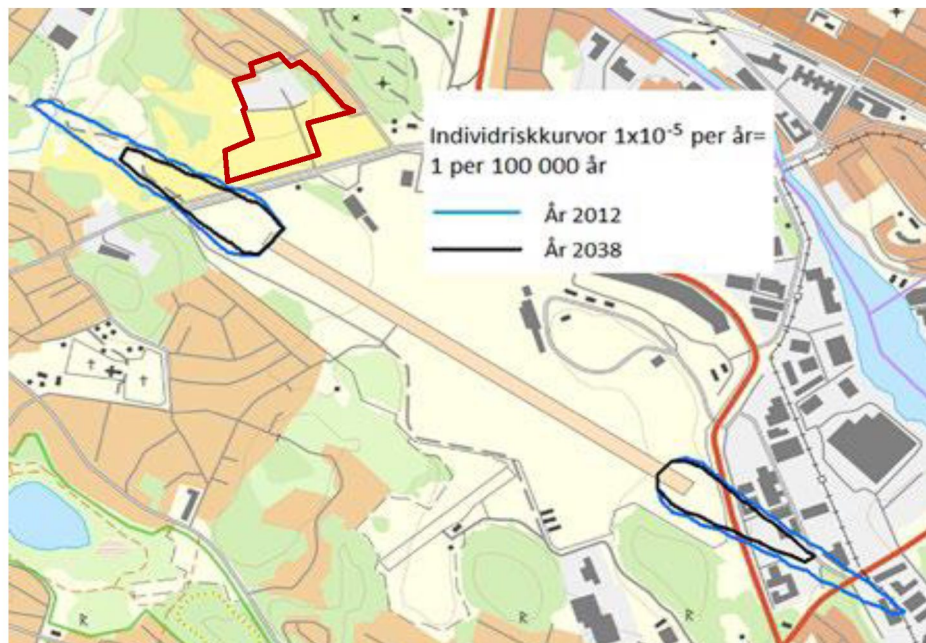 Individriskkurvor 1x10⁻⁵ per år=
1 per 100 000 år
År 2012
År 2038
R
R
R